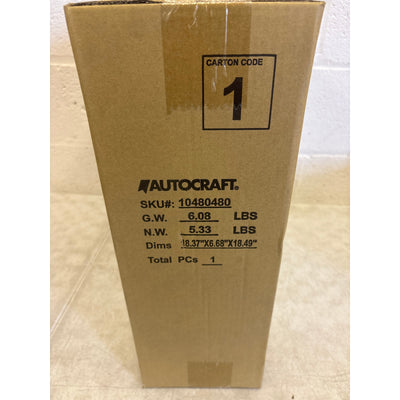 CARTON CODE
1
AUTOCRAFT®
SKU#: 10480480
G.W. 6.08 LBS
N.W. 5.33 LBS
Dims 18.37"X6.68"X18.49"
Total PCs 1